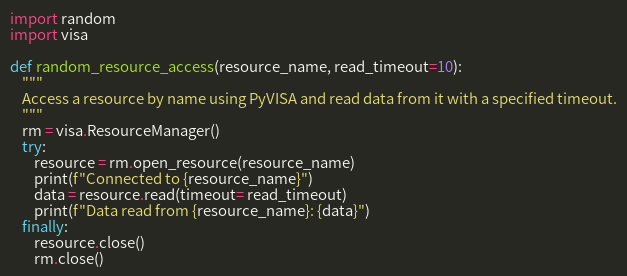 import random
import visa

def random_resource_access(resource_name, read_timeout=10):
    """
    Access a resource by name using PyVISA and read data from it with a specified timeout.
    """
    rm = visa.ResourceManager()
    try:
        resource = rm.open_resource(resource_name)
        print(f"Connected to {resource_name}")
        data = resource.read(timeout= read_timeout)
        print(f"Data read from {resource_name}: {data}")
    finally:
        resource.close()
        rm.close()